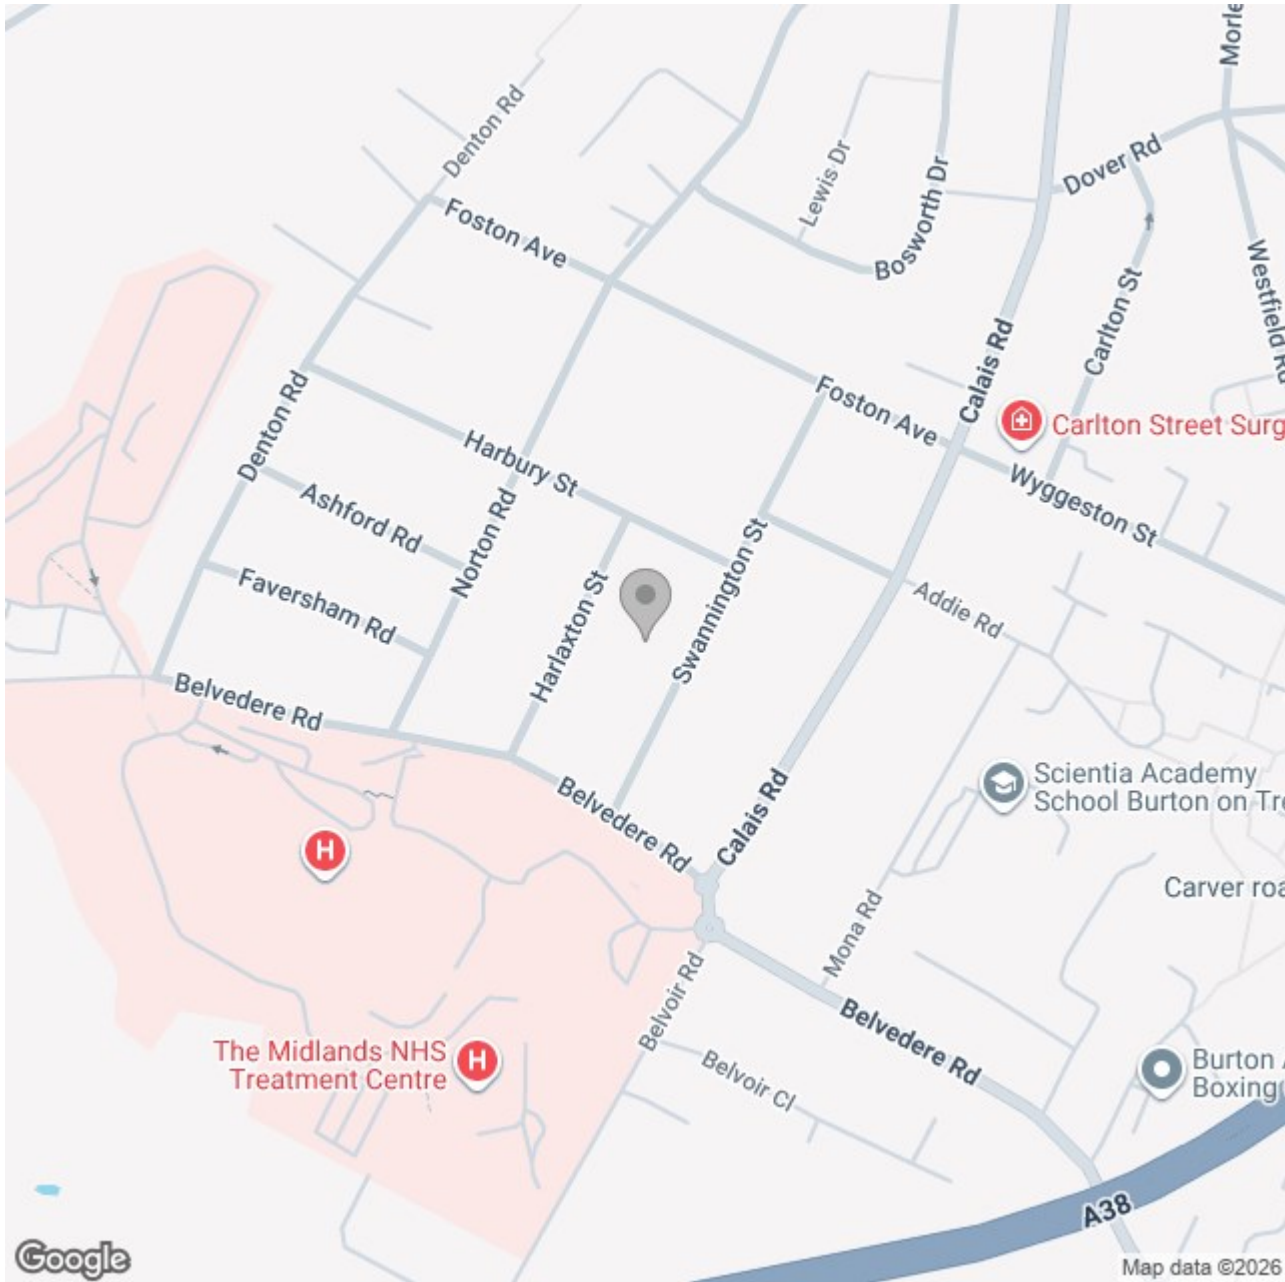 Morle
Denton Rd
Dover Rd
Lewis Dr
Foston Ave
Bosworth Dr
Westfield Rd
Carlton St
Calais Rd
Denton Rd
Foston Ave
Carlton Street Surg
Harbury St
Wyggeston St
Ashford Rd
Norton Rd
Swannington St
Faversham Rd
Harlaxton St
Addie Rd
Belvedere Rd
Scientia Academy
School Burton on Tre
Belvedere Rd
Calais Rd
H
Carver roa
Mona Rd
Belvoir Rd
Belvedere Rd
The Midlands NHS
Treatment Centre
H
Belvoir Cl
Burton A
Boxing
A38
Google
Map data ©2026